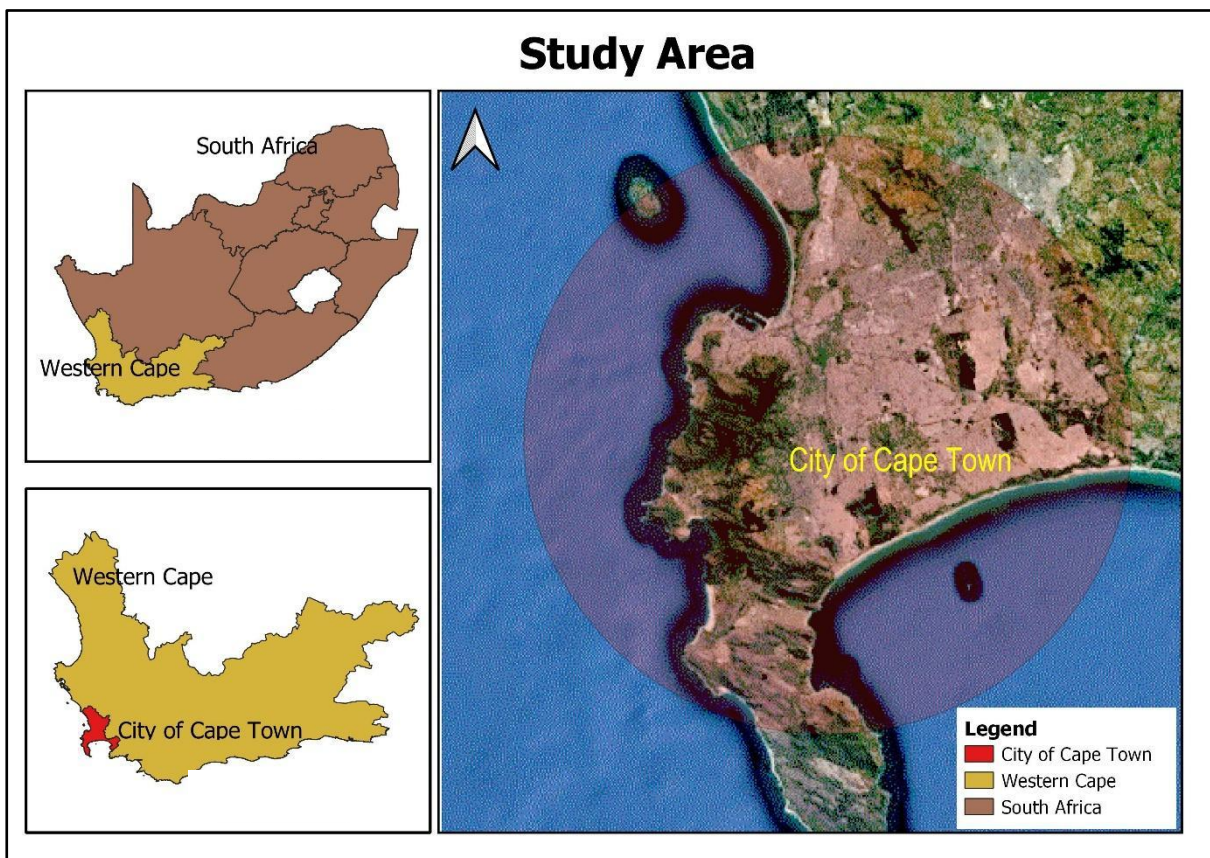 Study Area
South Africa
Western Cape
Western Cape
City of Cape Town
City of Cape Town
Legend
City of Cape Town
Western Cape
South Africa